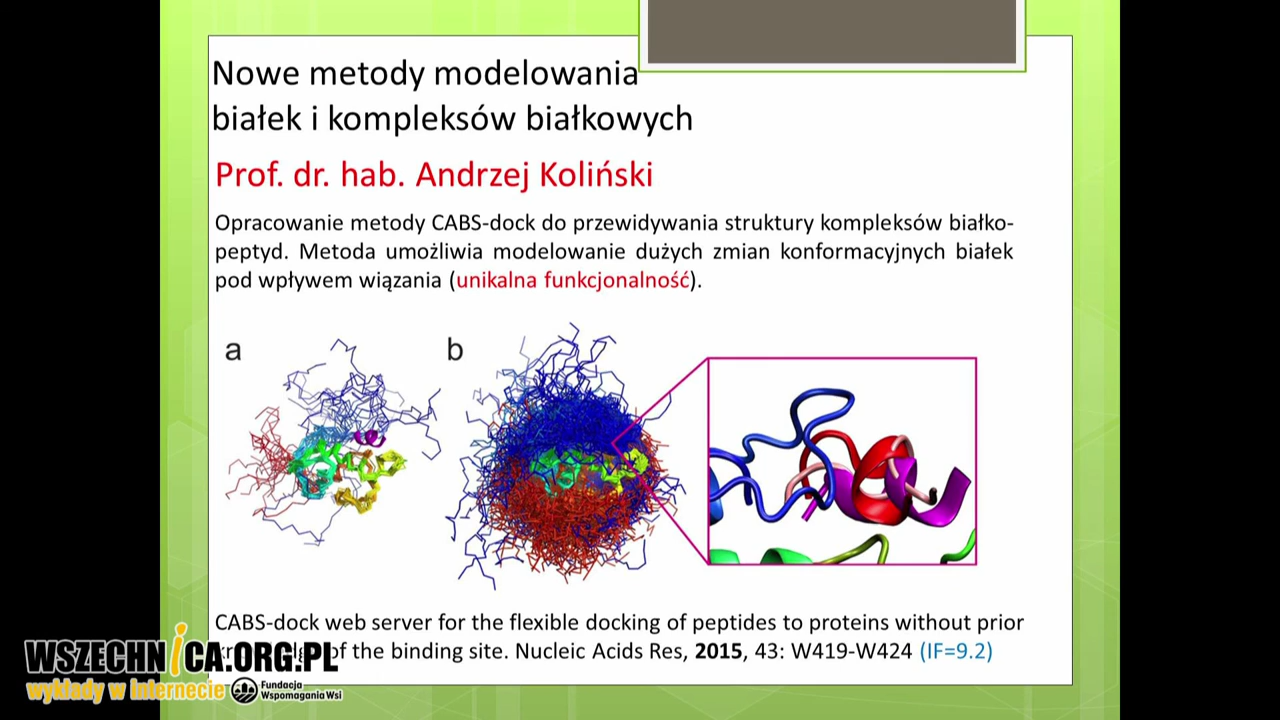 Nowe metody modelowania
białek i kompleksów białkowych
Prof. dr. hab. Andrzej Koliński
Opracowanie metody CABS-dock do przewidywania struktury kompleksów białko-
peptyd. Metoda umożliwia modelowanie dużych zmian konformacyjnych białek
pod wpływem wiązania (unikalna funkcjonalność).
a
b
CABS-dock web server for the flexible docking of peptides to proteins without prior
of the binding site. Nucleic Acids Res, 2015, 43: W419-W424 (IF=9.2)
WSZECHNICA.ORG.PL
wykłady w Internecie
Fundacja
Wspomagania Wsi